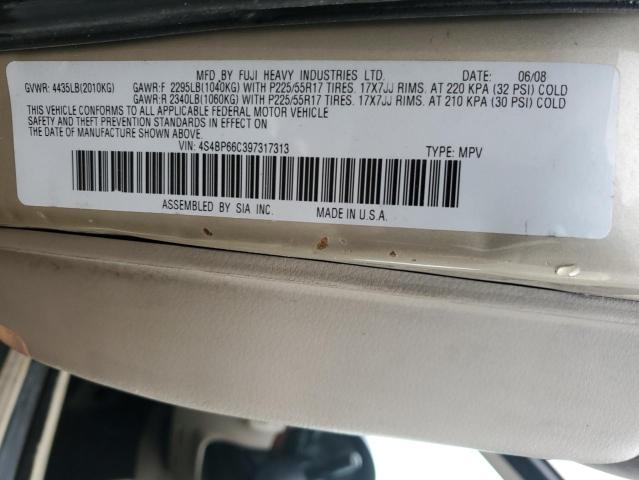 MFD BY FUJI HEAVY INDUSTRIES LTD. DATE: 06/08
GVWR: 4435LB(2010KG) GAWR:F 2295LB(1040KG) WITH P225/55R17 TIRES. 17X7JJ RIMS. AT 220 KPA (32 PSI) COLD
GAWR:R 2340LB(1060KG) WITH P225/55R17 TIRES. 17X7JJ RIMS. AT 210 KPA (30 PSI) COLD
THIS VEHICLE CONFORMS TO ALL APPLICABLE FEDERAL MOTOR VEHICLE
SAFETY AND THEFT PREVENTION STANDARDS IN EFFECT ON
THE DATE OF MANUFACTURE SHOWN ABOVE.
VIN: 4S4BP66C397317313 TYPE: MPV
ASSEMBLED BY SIA INC. MADE IN U.S.A.